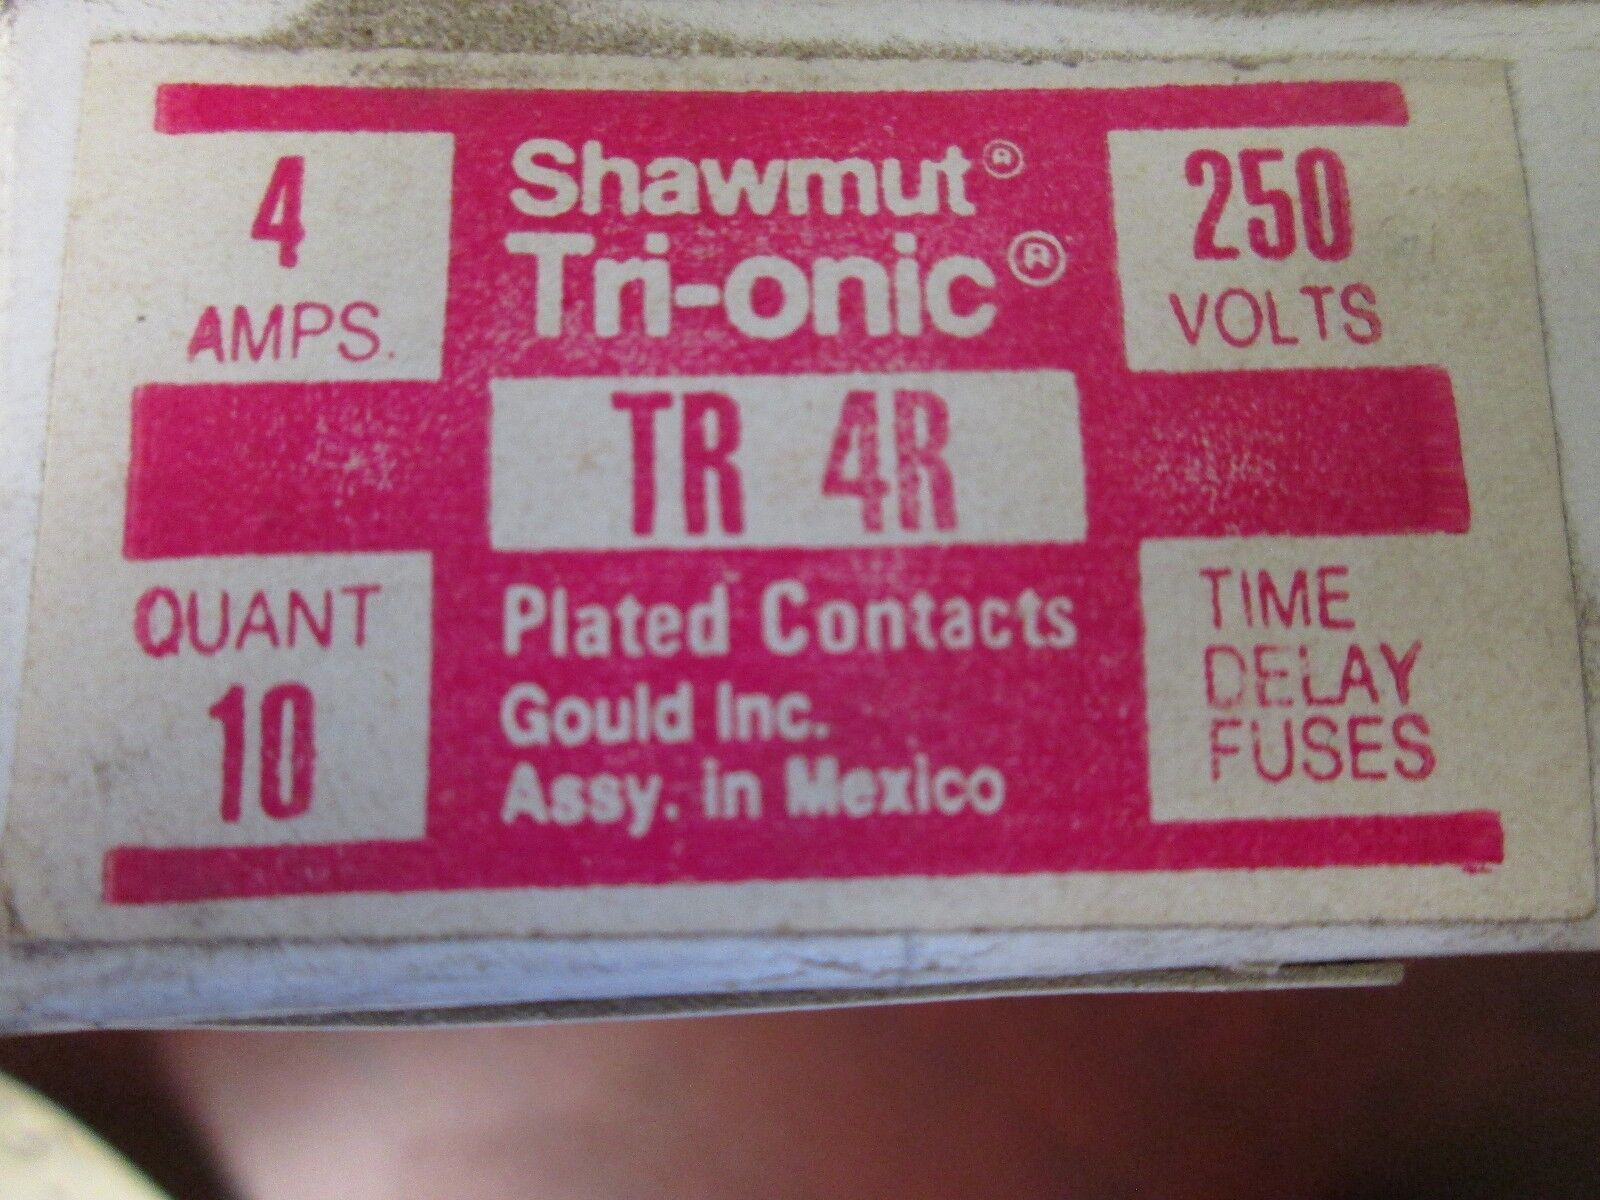 4
AMPS.
Shawmut®
Tri-onic®
250
VOLTS
TR 4R
QUANT
10
Plated Contacts
Gould Inc.
Assy. in Mexico
TIME
DELAY
FUSES